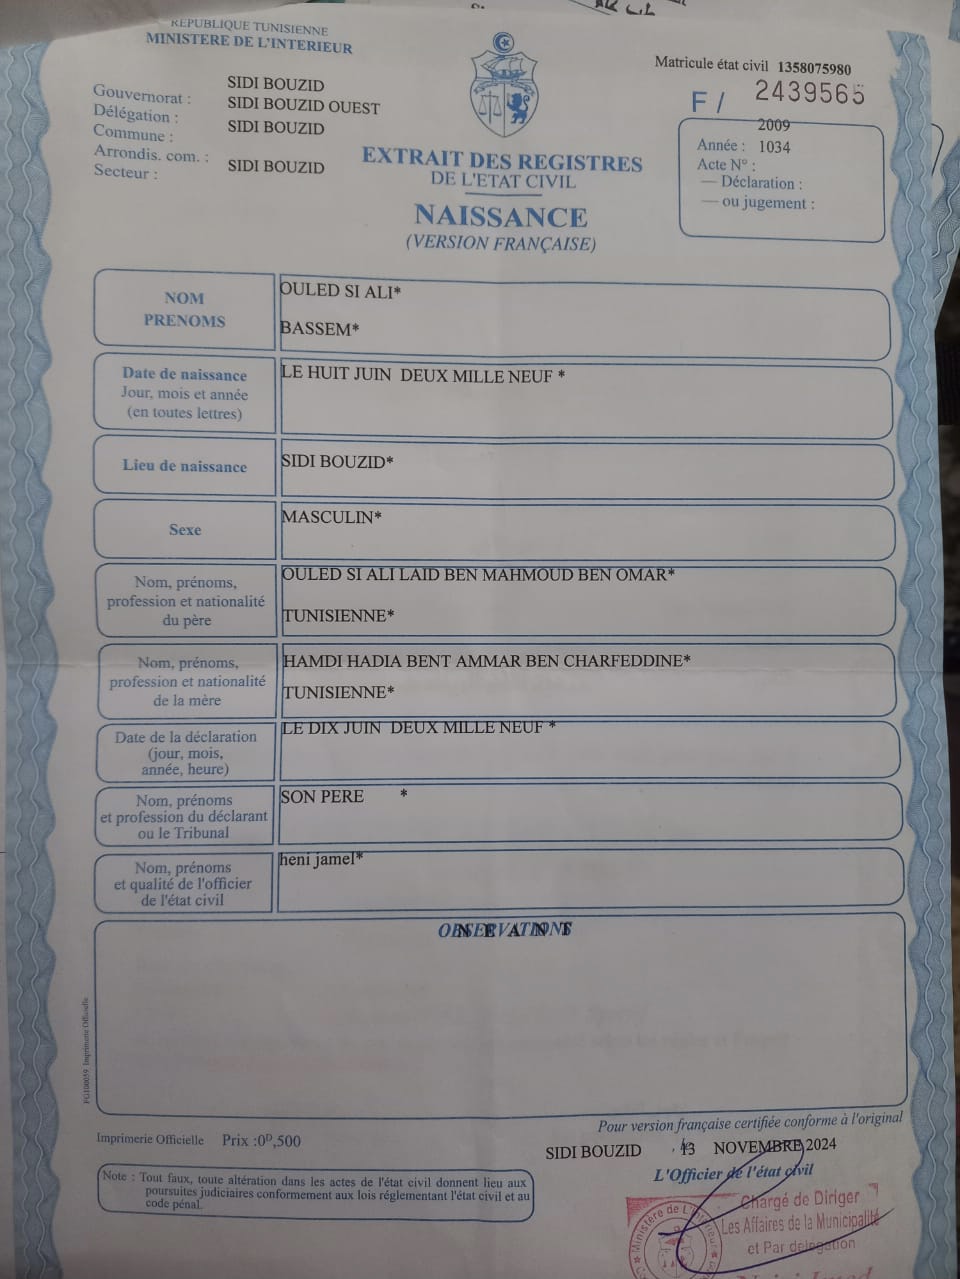 REPUBLIQUE TUNISIENNE
MINISTERE DE L'INTERIEUR
Gouvernorat : SIDI BOUZID
Délégation : SIDI BOUZID OUEST
Commune : SIDI BOUZID
Arrondis. com. :
Secteur : SIDI BOUZID
Matricule état civil 1358075980
F / 2439565
2009
Année : 1034
Acte N° :
— Déclaration :
— ou jugement :
EXTRAIT DES REGISTRES
DE L'ETAT CIVIL
NAISSANCE
(VERSION FRANÇAISE)
NOM OULED SI ALI*
PRENOMS BASSEM*
Date de naissance LE HUIT JUIN DEUX MILLE NEUF *
Jour, mois et année
(en toutes lettres)
Lieu de naissance SIDI BOUZID*
Sexe MASCULIN*
Nom, prénoms, OULED SI ALI LAID BEN MAHMOUD BEN OMAR*
profession et nationalité
du père TUNISIENNE*
Nom, prénoms, HAMDI HADIA BENT AMMAR BEN CHARFEDDINE*
profession et nationalité
de la mère TUNISIENNE*
Date de la déclaration LE DIX JUIN DEUX MILLE NEUF *
(jour, mois,
année, heure)
Nom, prénoms SON PERE *
et profession du déclarant
ou le Tribunal
Nom, prénoms heni jamel*
et qualité de l'officier
de l'état civil
OBSERVATIONS
N E A N T
PG100059 Imprimerie Officielle
Imprimerie Officielle Prix :0ᴰ,500
Pour version française certifiée conforme à l'original
SIDI BOUZID , le 13 NOVEMBRE 2024
L'Officier de l'état civil
Note : Tout faux, toute altération dans les actes de l'état civil donnent lieu aux
poursuites judiciaires conformement aux lois réglementant l'état civil et au
code pénal.
Chargé de Diriger
Les Affaires de la Municipalité
et Par delegation
Ministère de L'Interieur